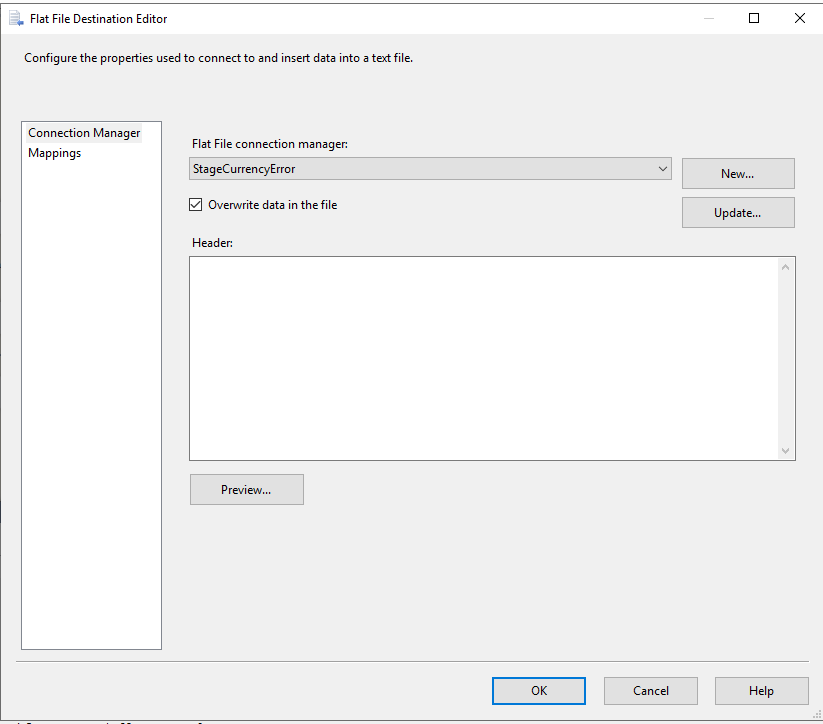 Flat File Destination Editor
Configure the properties used to connect to and insert data into a text file.
Connection Manager
Mappings
Flat File connection manager:
StageCurrencyError
New...
Overwrite data in the file
Update...
Header:
Preview...
OK
Cancel
Help